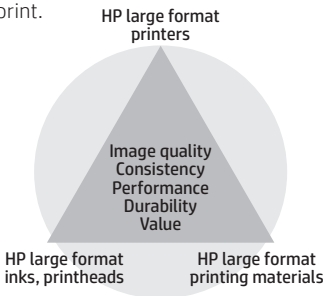 print.
HP large format
printers
Image quality
Consistency
Performance
Durability
Value
HP large format
inks, printheads
HP large format
printing materials